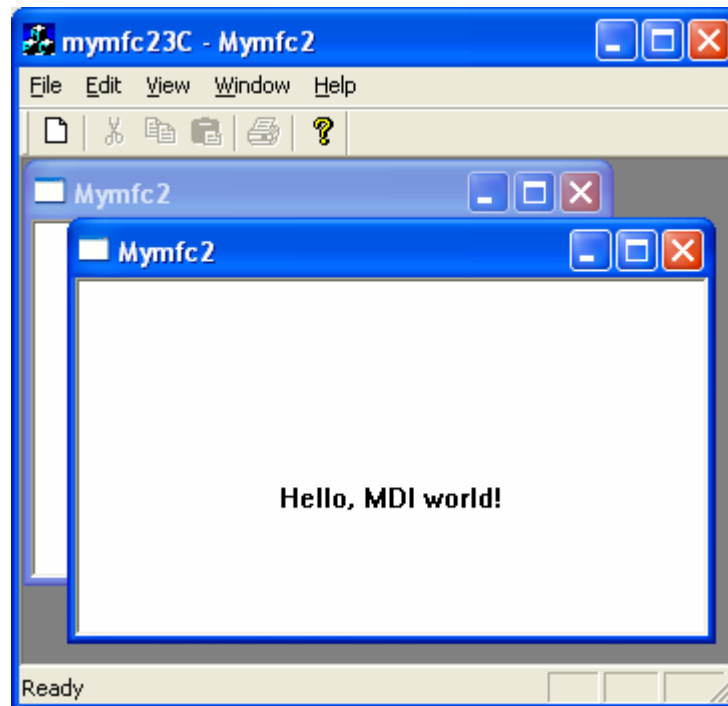 mymfc23C - Mymfc2
File Edit View Window Help
Mymfc2
Mymfc2
Hello, MDI world!
Ready